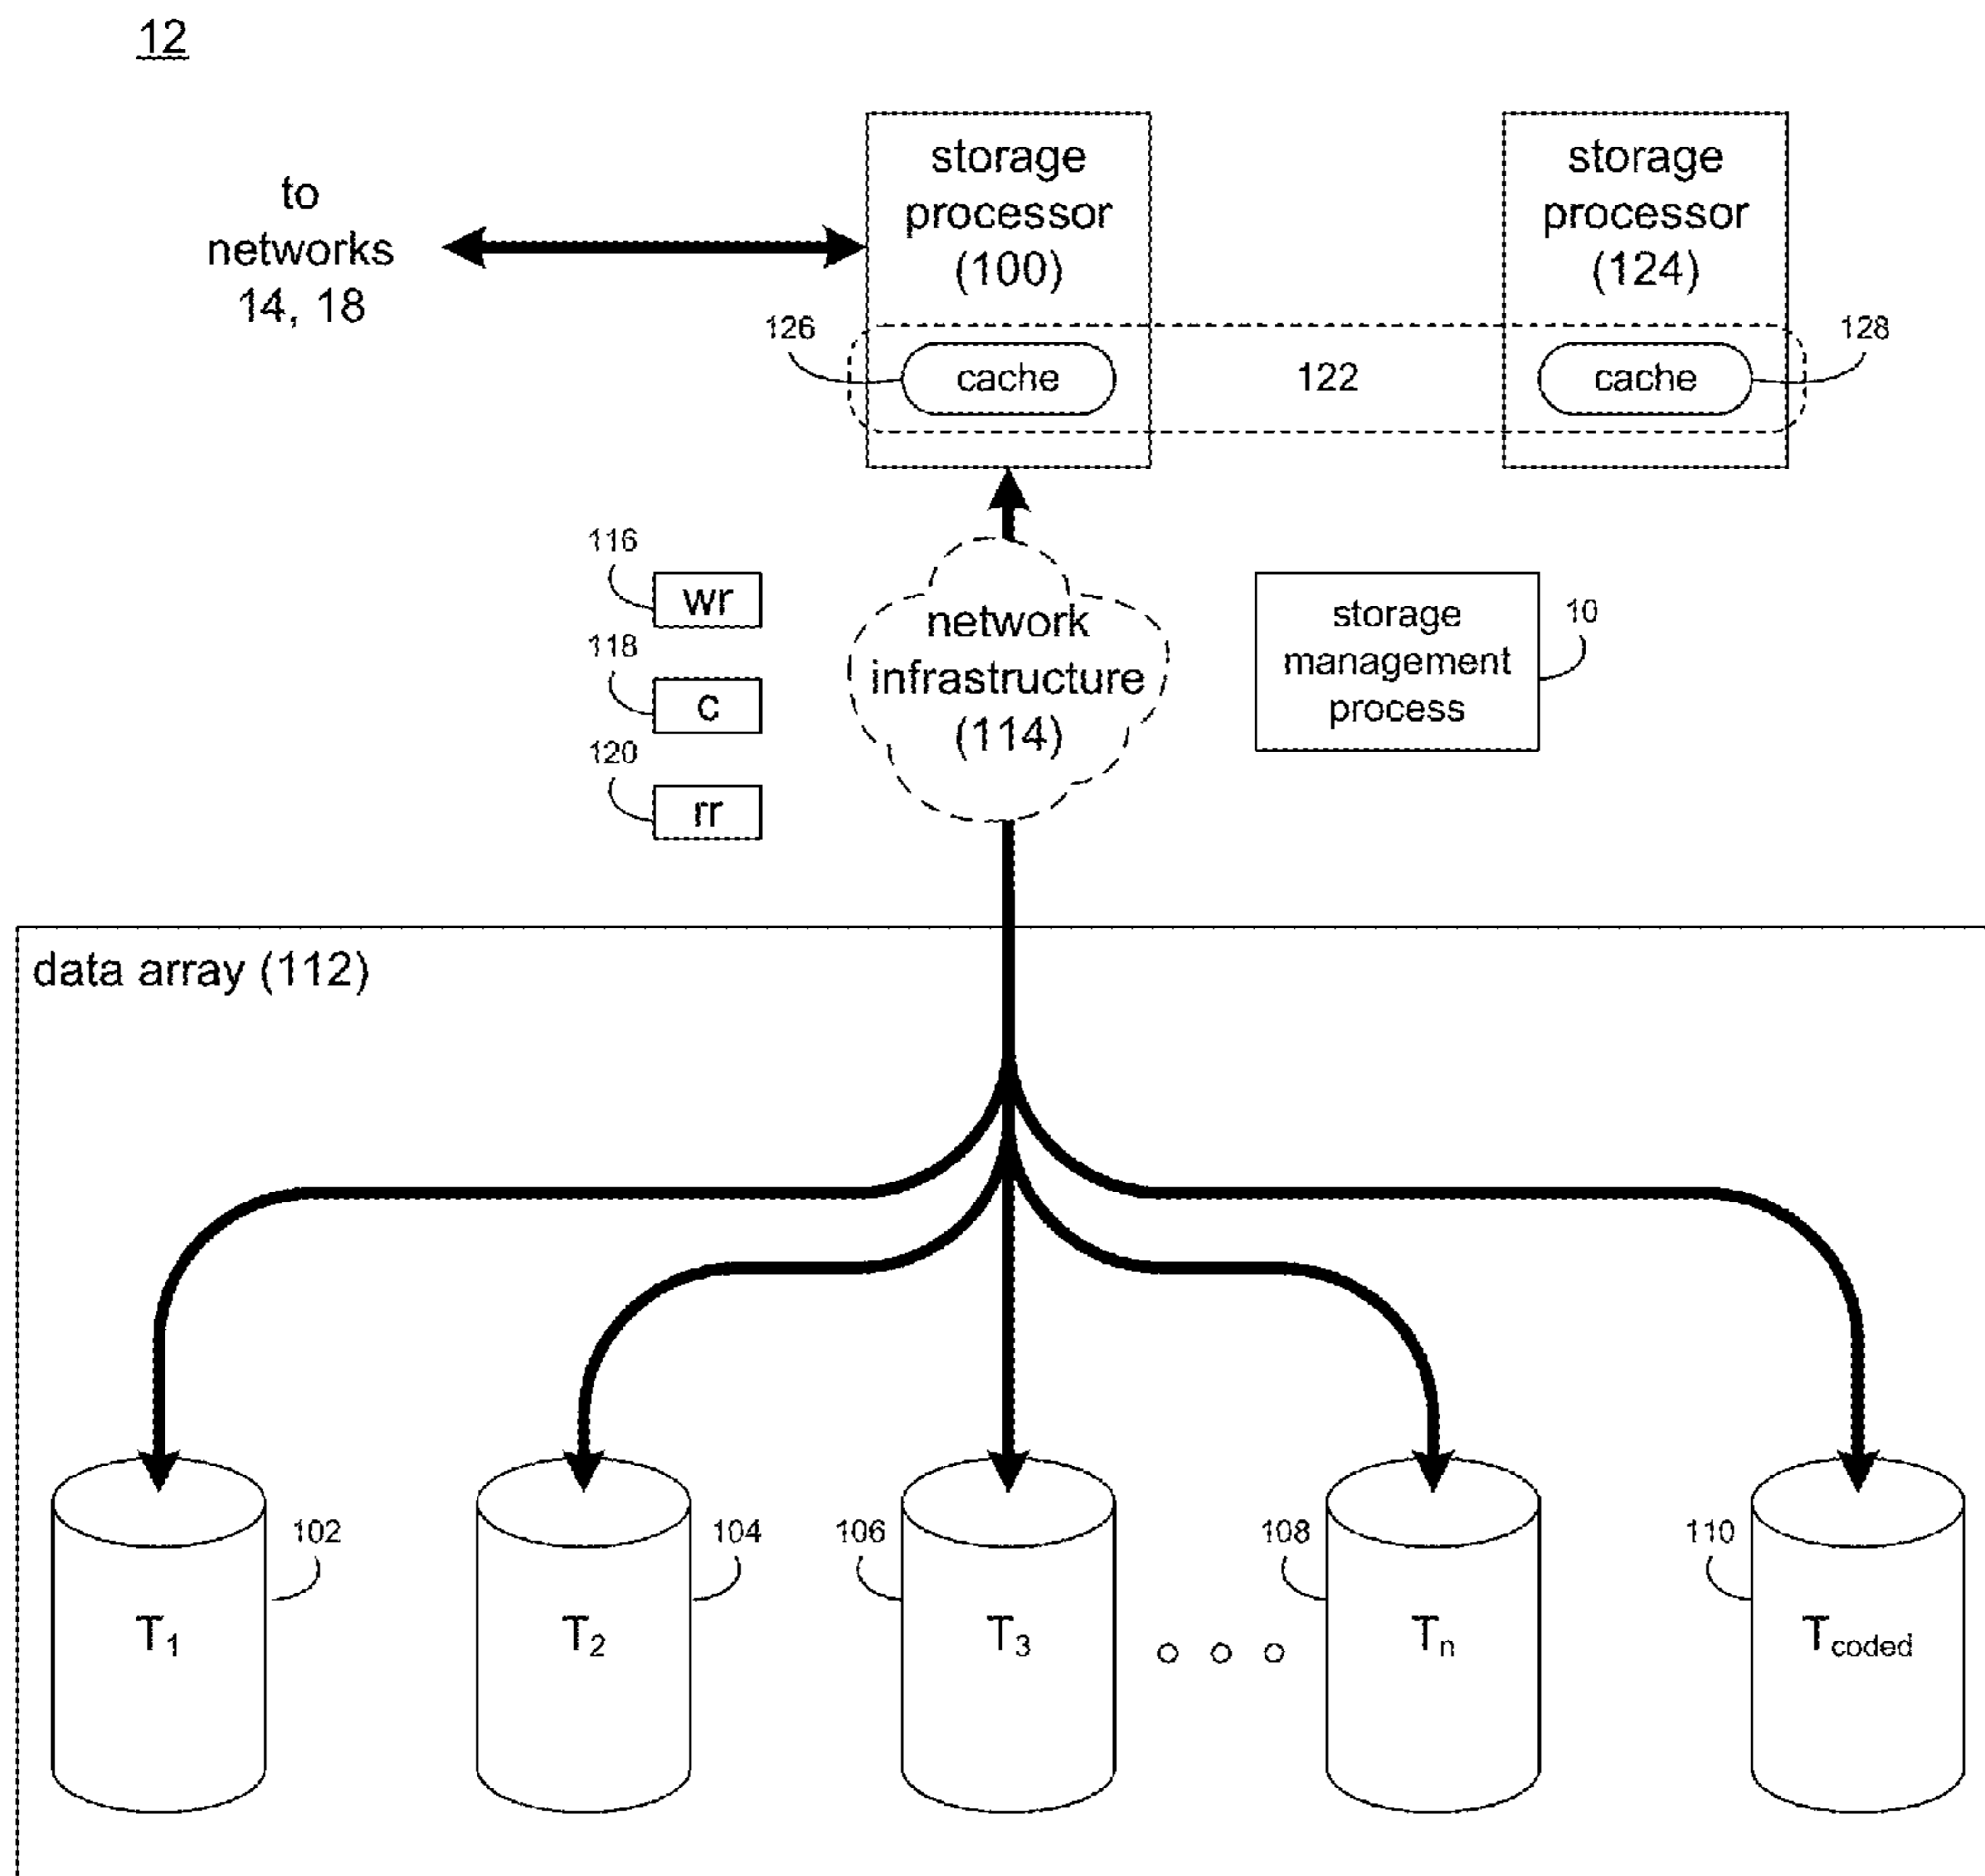 12
to
networks
14, 18
storage
processor
(100)
storage
processor
(124)
126
cache
122
cache
128
116
wr
118
c
120
rr
network
infrastructure
(114)
storage
management
process
10
data array (112)
102
104
106
108
110
T1
T2
T3
Tn
Tcoded